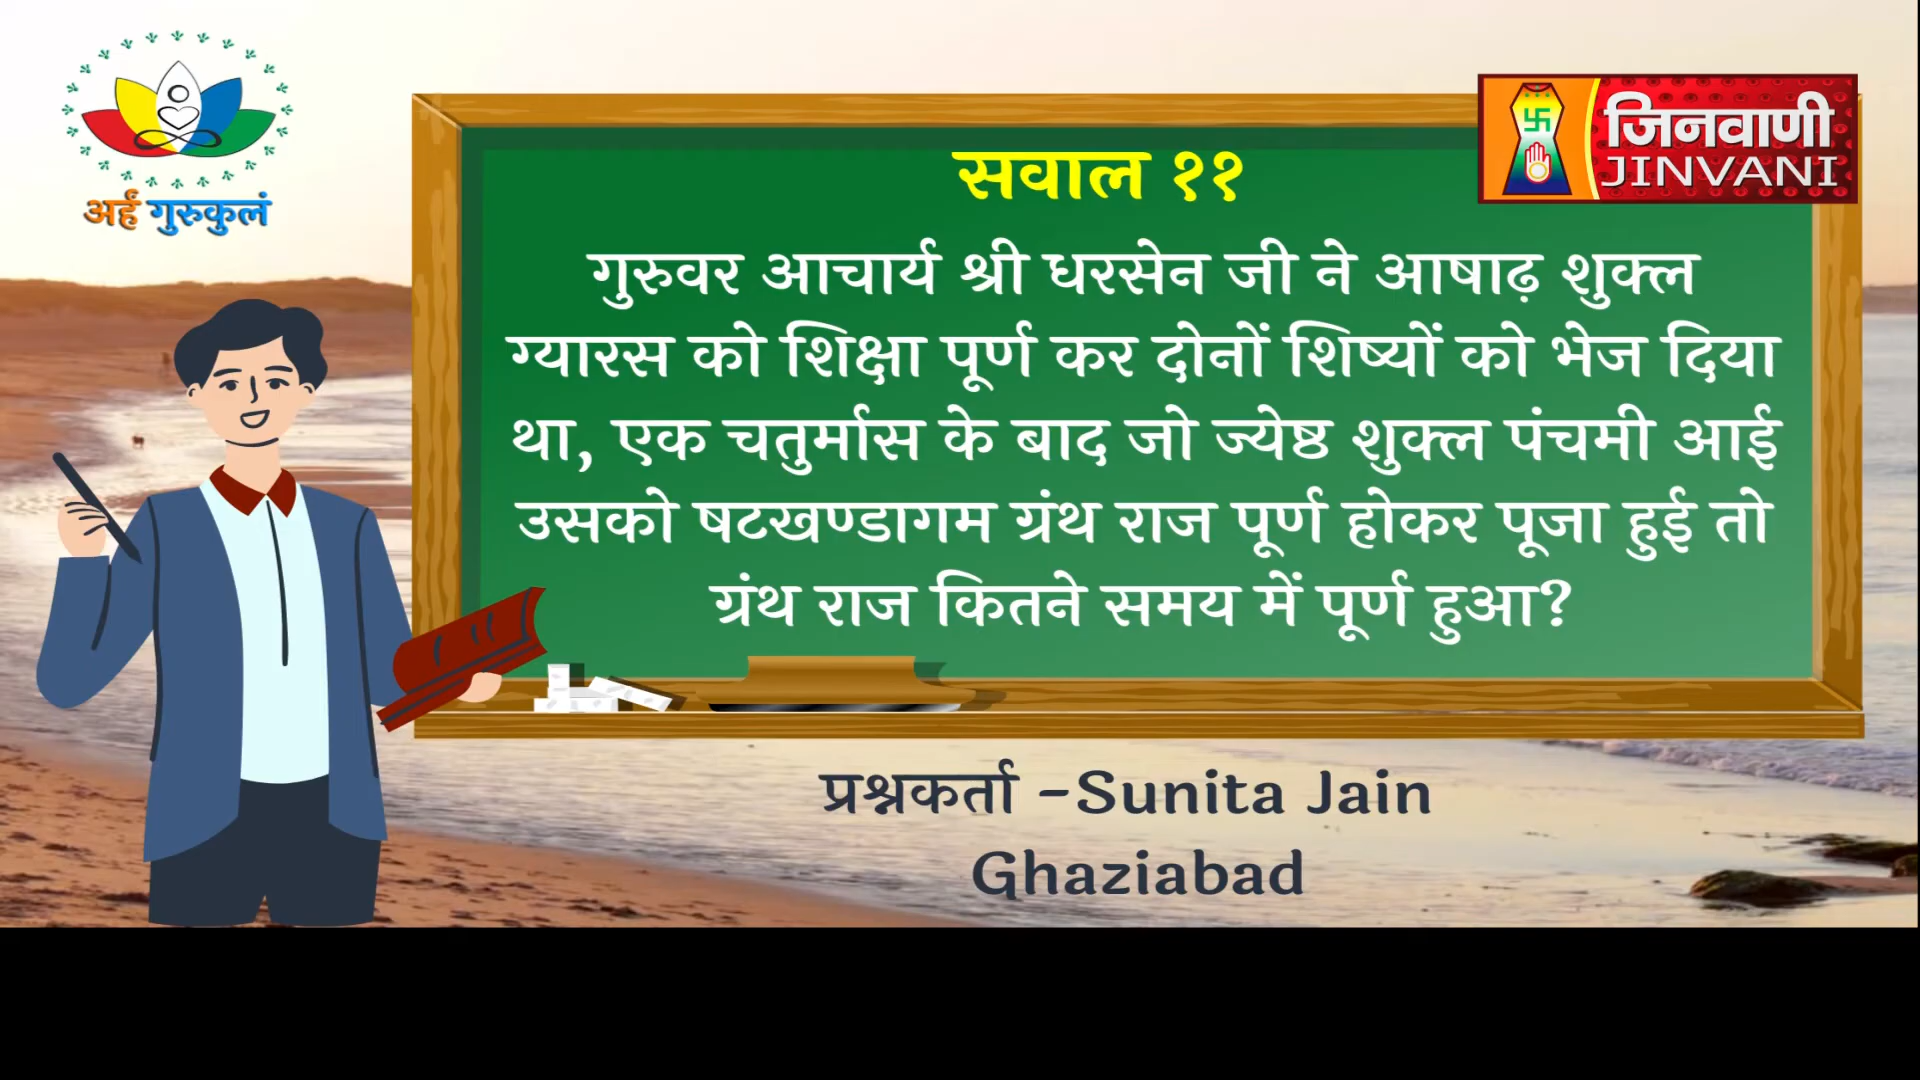 अर्हं गुरुकुलं
जिनवाणी
JINVANI
सवाल ११
गुरुवर आचार्य श्री धरसेन जी ने आषाढ़ शुक्ल
ग्यारस को शिक्षा पूर्ण कर दोनों शिष्यों को भेज दिया
था, एक चतुर्मास के बाद जो ज्येष्ठ शुक्ल पंचमी आई
उसको षटखण्डागम ग्रंथ राज पूर्ण होकर पूजा हुई तो
ग्रंथ राज कितने समय में पूर्ण हुआ?
प्रश्नकर्ता -Sunita Jain
Ghaziabad